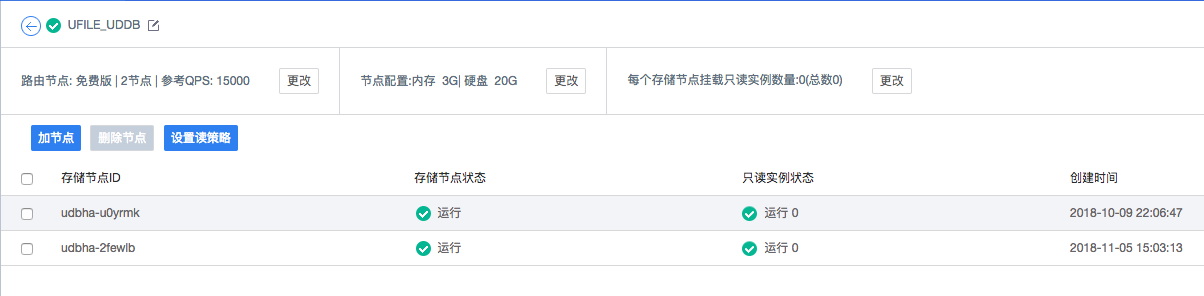 UFILE_UDDB
路由节点: 免费版 | 2节点 | 参考QPS: 15000 更改 节点配置:内存 3G| 硬盘 20G 更改 每个存储节点挂载只读实例数量:0(总数0) 更改
加节点 删除节点 设置读策略
存储节点ID 存储节点状态 只读实例状态 创建时间
udbha-u0yrmk 运行 运行 0 2018-10-09 22:06:47
udbha-2fewlb 运行 运行 0 2018-11-05 15:03:13